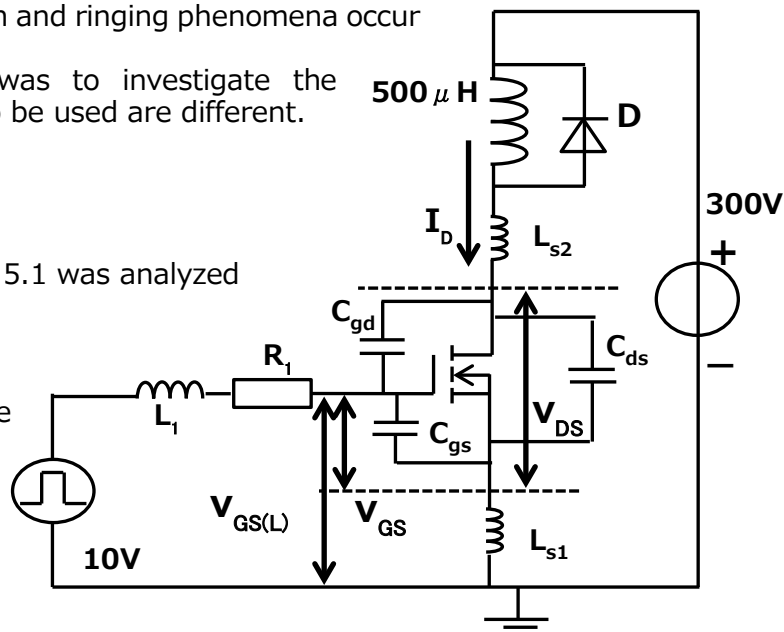 n and ringing phenomena occur
was to investigate the
be used are different.
500 μ H
D
300V
I_D
L_s2
+
5.1 was analyzed
C_gd
R_1
C_ds
−
L_1
e
C_gs
V_DS
V_GS(L)
V_GS
L_s1
10V